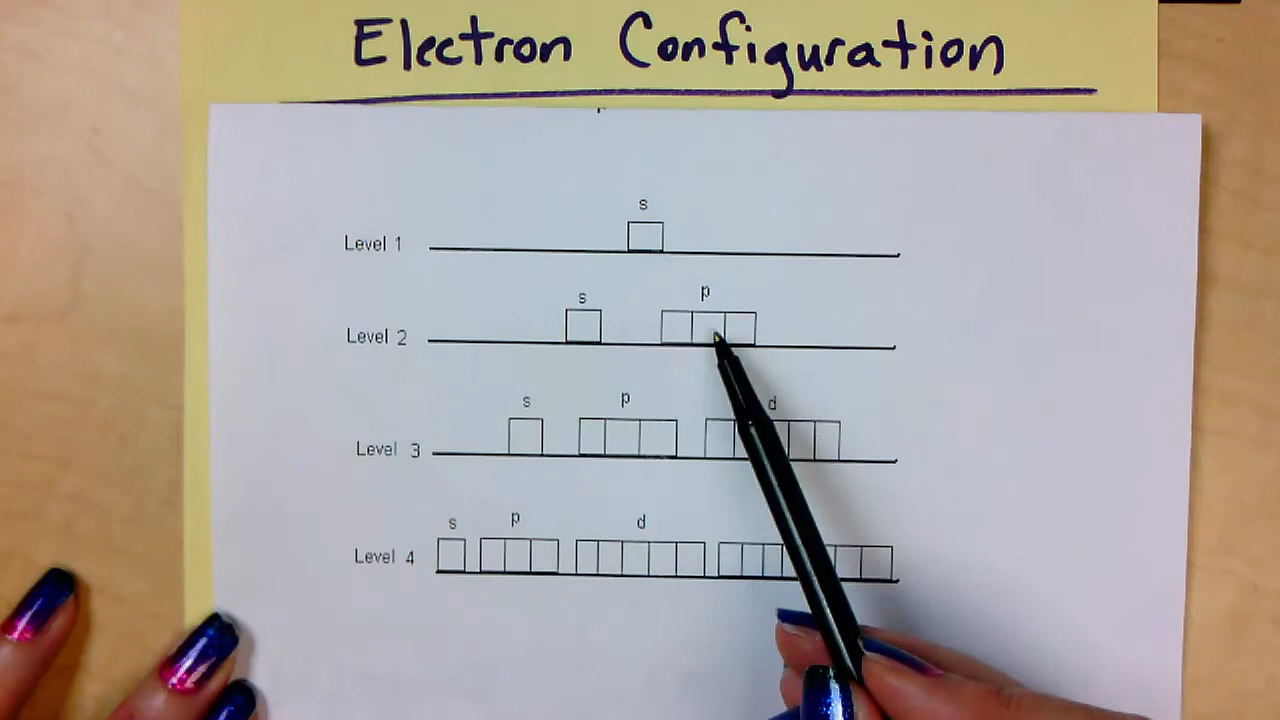 Electron Configuration
s
Level 1
s p
Level 2
s p d
Level 3
s p d
Level 4